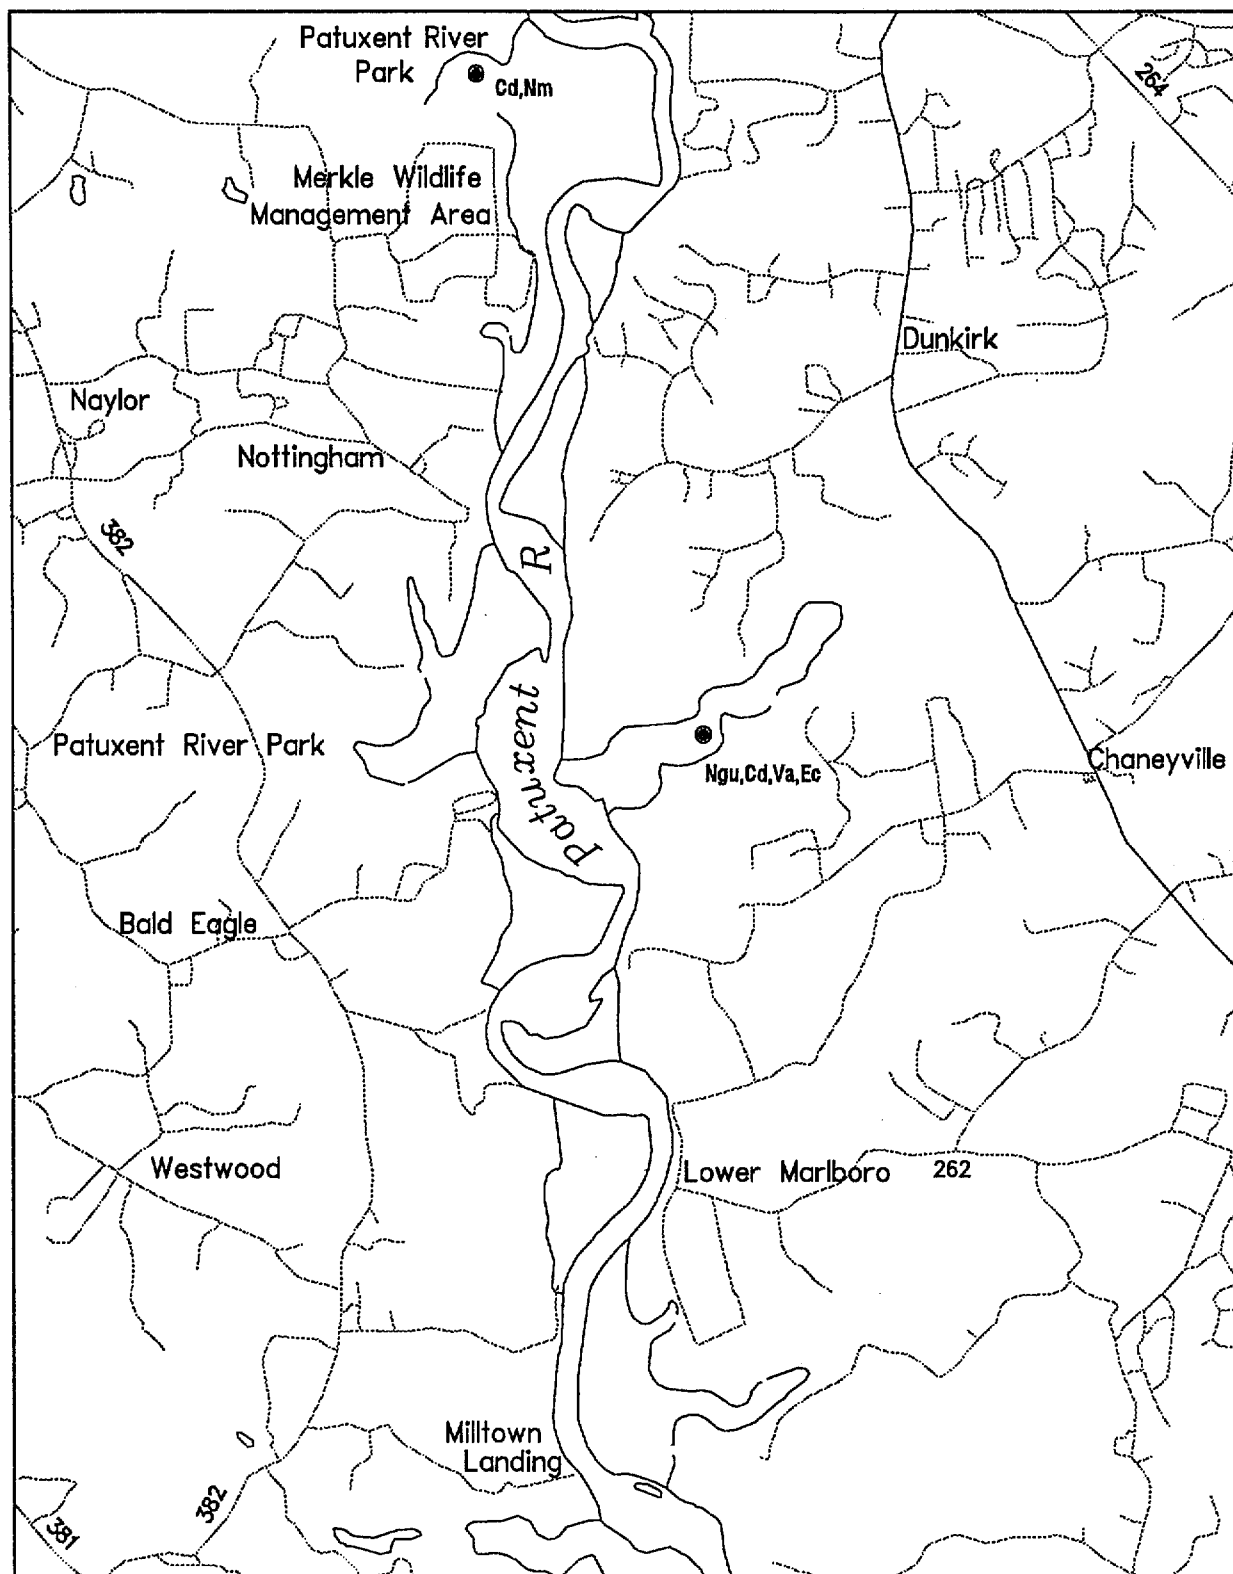 Patuxent River
Park
Cd,Nm
264
Merkle Wildlife
Management Area
Dunkirk
Naylor
Nottingham
382
R
Patuxent
Patuxent River Park
Ngu,Cd,Va,Ec
Chaneyville
Bald Eagle
Westwood
Lower Marlboro 262
Milltown
Landing
382
381